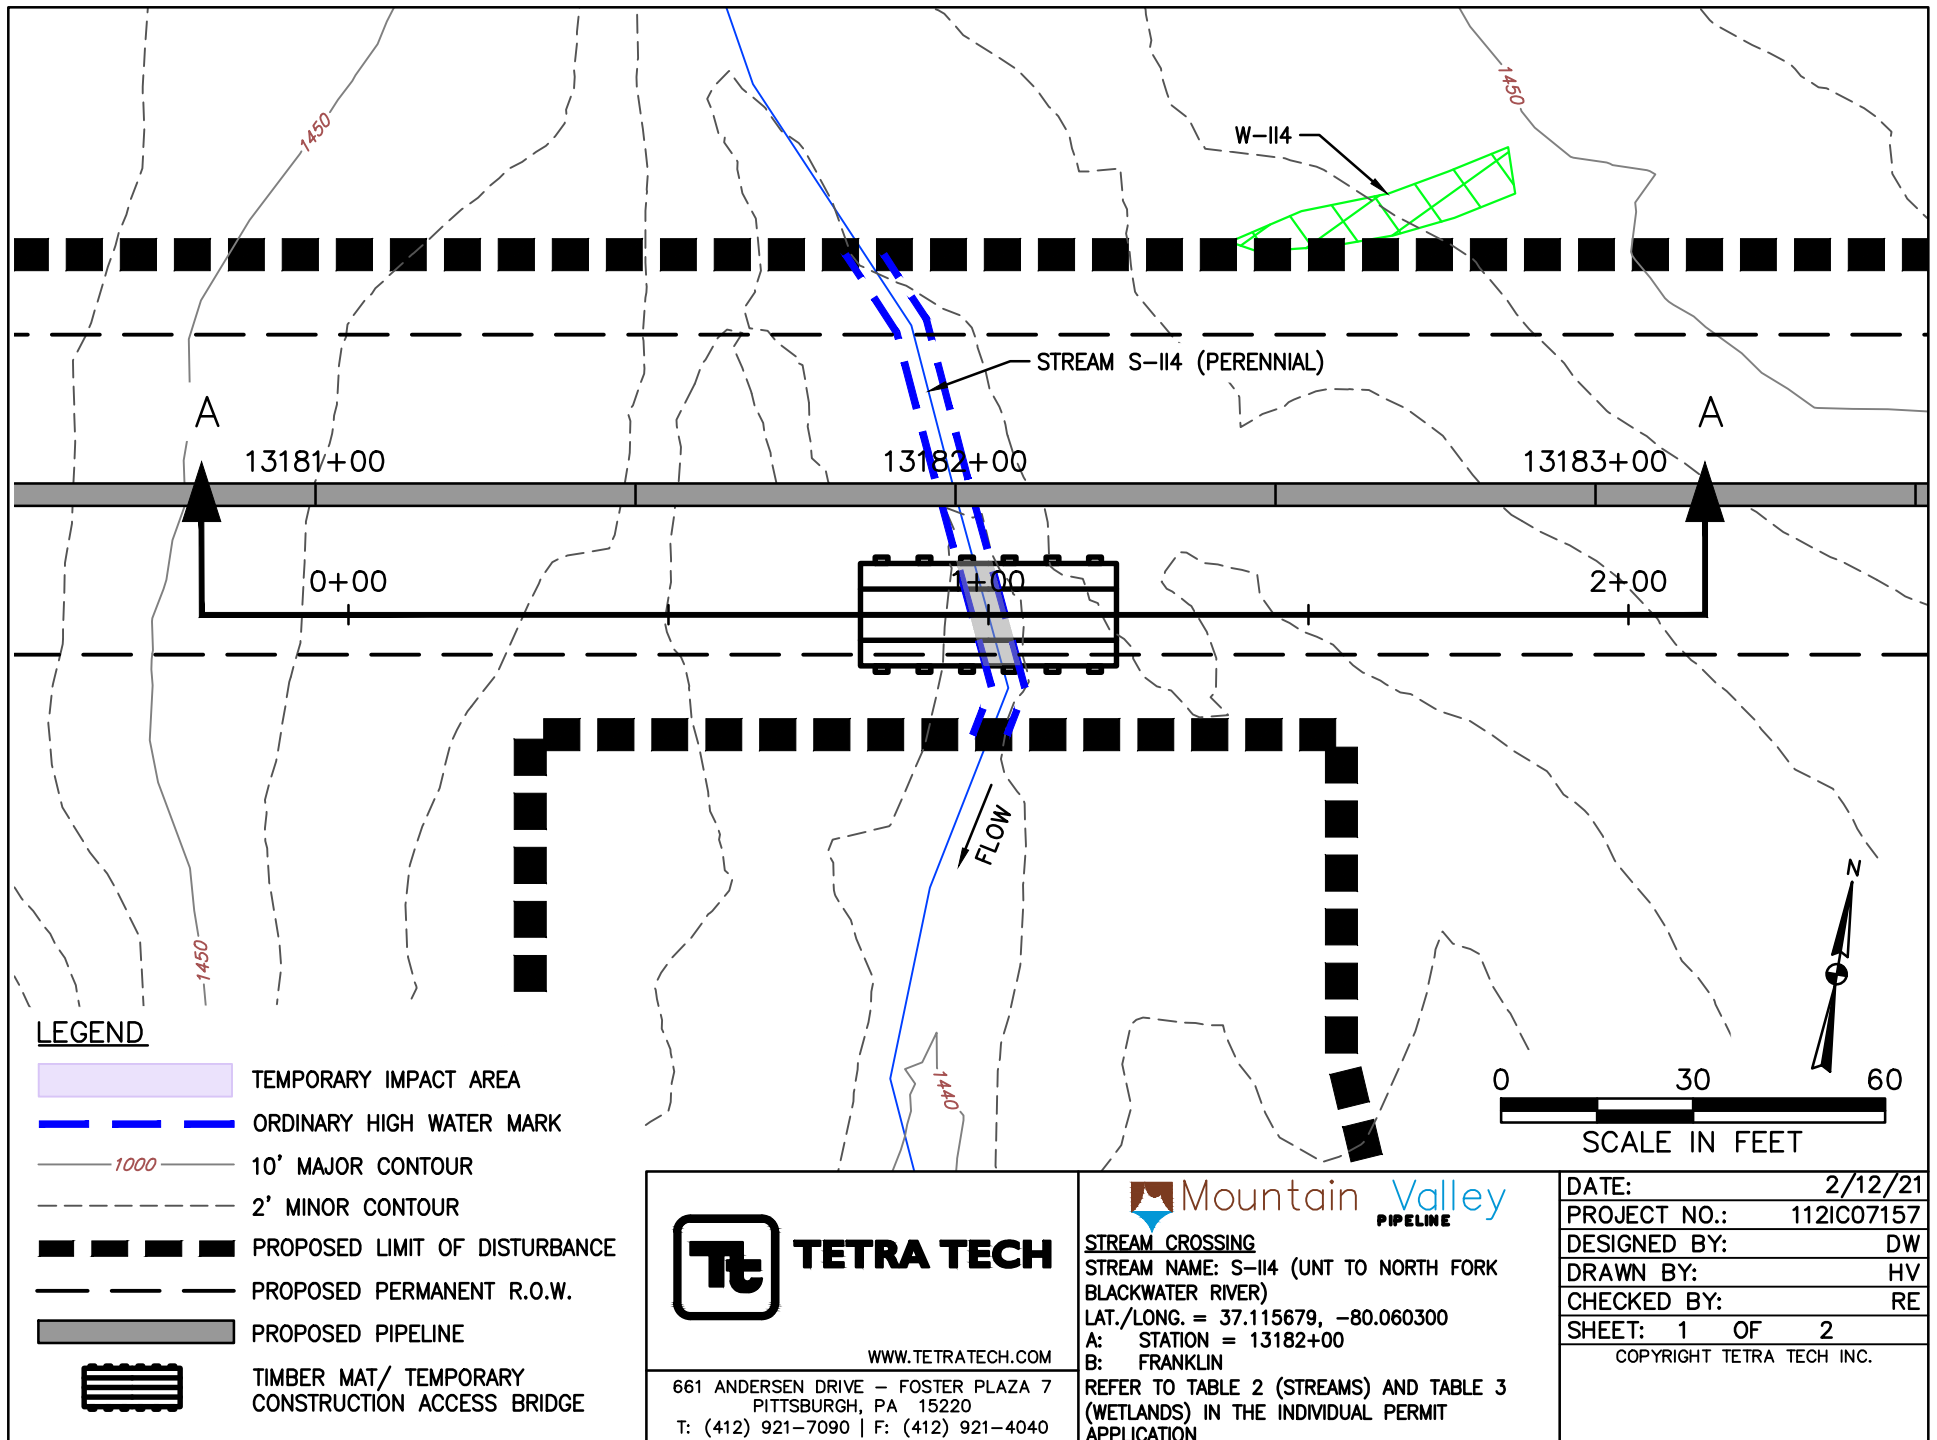 1450
1450
W-II4
STREAM S-II4 (PERENNIAL)
A
A
13181+00
13182+00
13183+00
0+00
1+00
2+00
FLOW
N
1450
1440
LEGEND
TEMPORARY IMPACT AREA
ORDINARY HIGH WATER MARK
1000
10' MAJOR CONTOUR
2' MINOR CONTOUR
PROPOSED LIMIT OF DISTURBANCE
PROPOSED PERMANENT R.O.W.
PROPOSED PIPELINE
TIMBER MAT/ TEMPORARY
CONSTRUCTION ACCESS BRIDGE
0 30 60
SCALE IN FEET
Tt TETRA TECH
WWW.TETRATECH.COM
661 ANDERSEN DRIVE – FOSTER PLAZA 7
PITTSBURGH, PA 15220
T: (412) 921-7090 | F: (412) 921-4040
Mountain Valley
PIPELINE
STREAM CROSSING
STREAM NAME: S-II4 (UNT TO NORTH FORK
BLACKWATER RIVER)
LAT./LONG. = 37.115679, -80.060300
A: STATION = 13182+00
B: FRANKLIN
REFER TO TABLE 2 (STREAMS) AND TABLE 3
(WETLANDS) IN THE INDIVIDUAL PERMIT
APPLICATION
DATE: 2/12/21
PROJECT NO.: 112IC07157
DESIGNED BY: DW
DRAWN BY: HV
CHECKED BY: RE
SHEET: 1 OF 2
COPYRIGHT TETRA TECH INC.